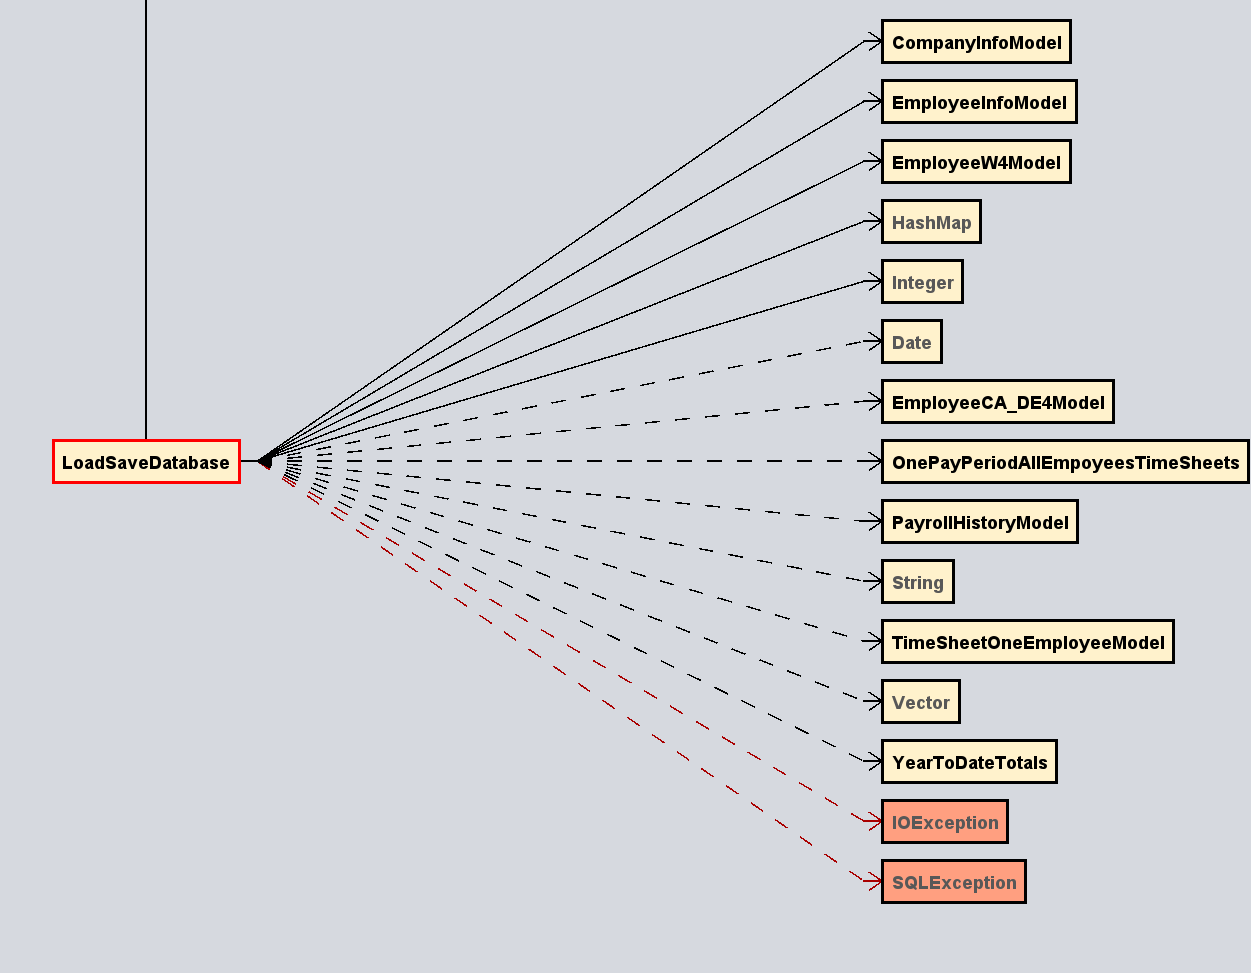 CompanyInfoModel
EmployeeInfoModel
EmployeeW4Model
HashMap
Integer
Date
EmployeeCA_DE4Model
LoadSaveDatabase
OnePayPeriodAllEmpoyeesTimeSheets
PayrollHistoryModel
String
TimeSheetOneEmployeeModel
Vector
YearToDateTotals
IOException
SQLException